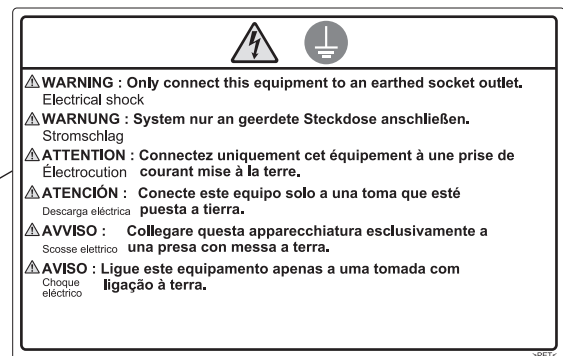 WARNING : Only connect this equipment to an earthed socket outlet.
Electrical shock
WARNUNG : System nur an geerdete Steckdose anschließen.
Stromschlag
ATTENTION : Connectez uniquement cet équipement à une prise de
Électrocution courant mise à la terre.
ATENCIÓN : Conecte este equipo solo a una toma que esté
Descarga eléctrica puesta a tierra.
AVVISO : Collegare questa apparecchiatura esclusivamente a
Scosse elettrico una presa con messa a terra.
AVISO : Ligue este equipamento apenas a uma tomada com
Choque eléctrico ligação à terra.
>PET<